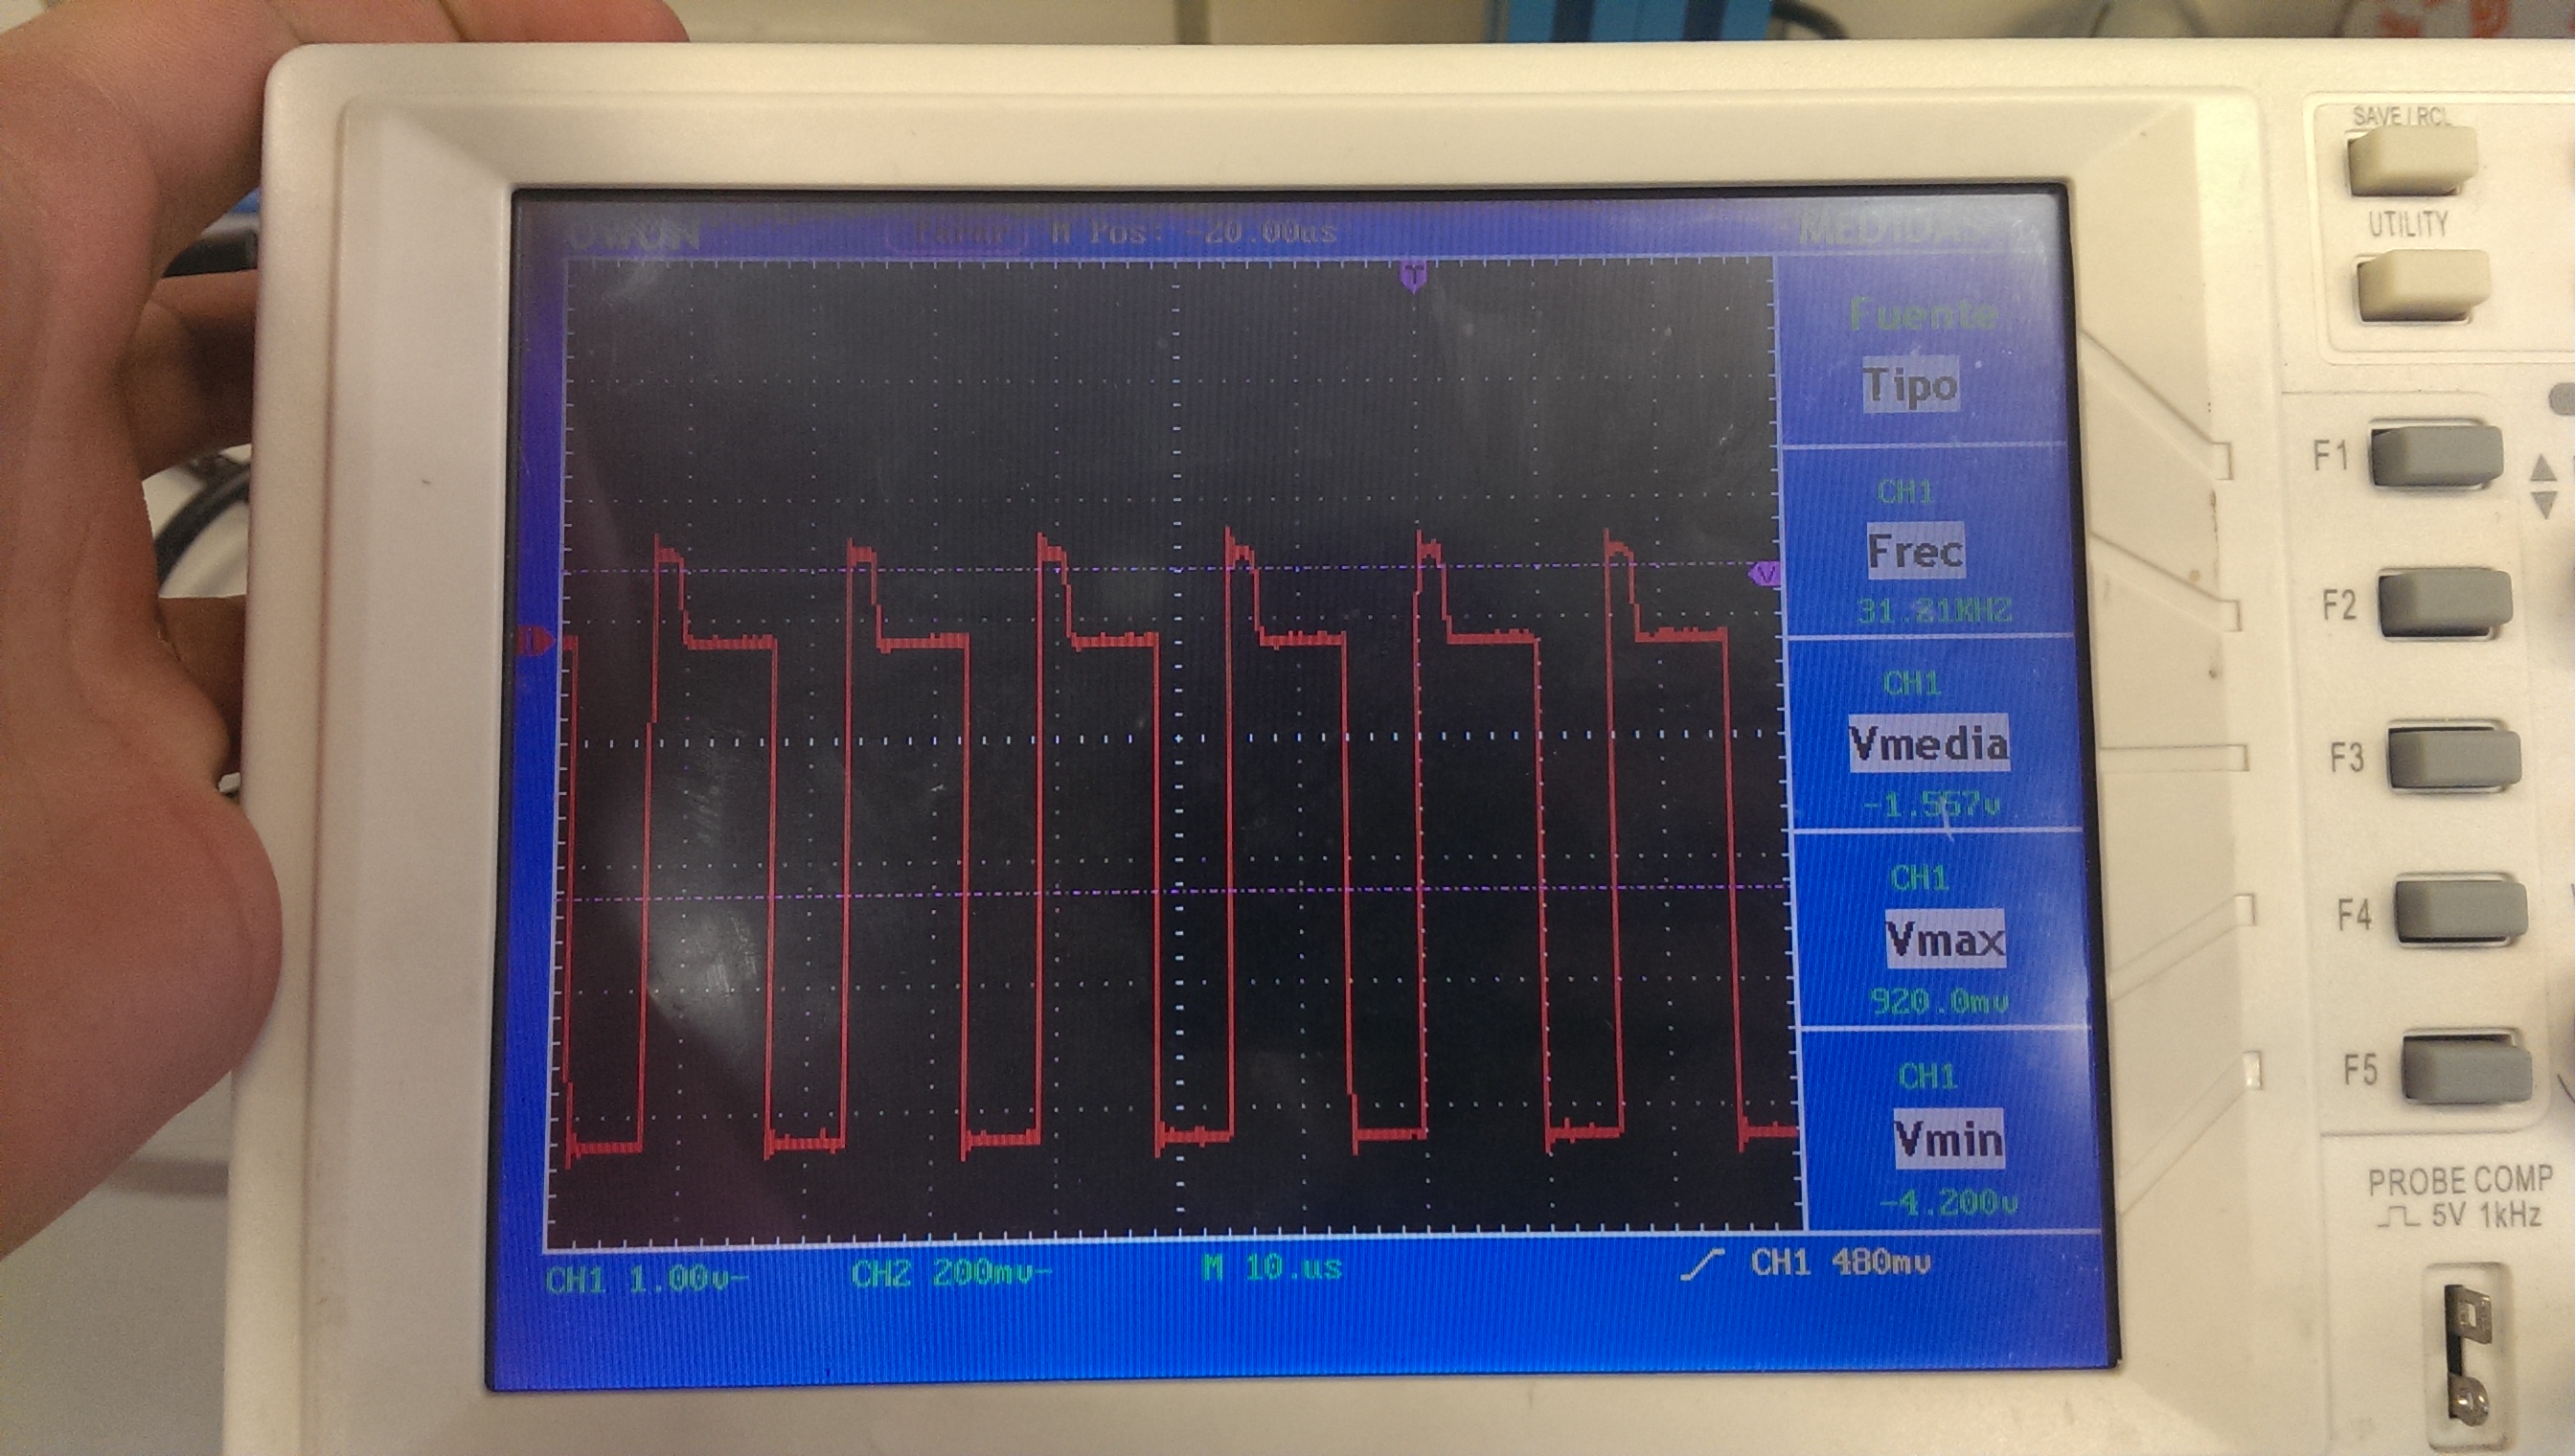 OWON M Pos: -20.00us MEDIDAS
SAVE / RCL
UTILITY
Fuente
Tipo
F1
CH1
Frec
31.21KHZ
F2
CH1
Vmedia
-1.557v
F3
CH1
Vmax
920.0mv
F4
CH1
Vmin
-4.200v
F5
PROBE COMP
5V 1kHz
CH1 1.00v- CH2 200mv- M 10.us CH1 480mv
T
V
1